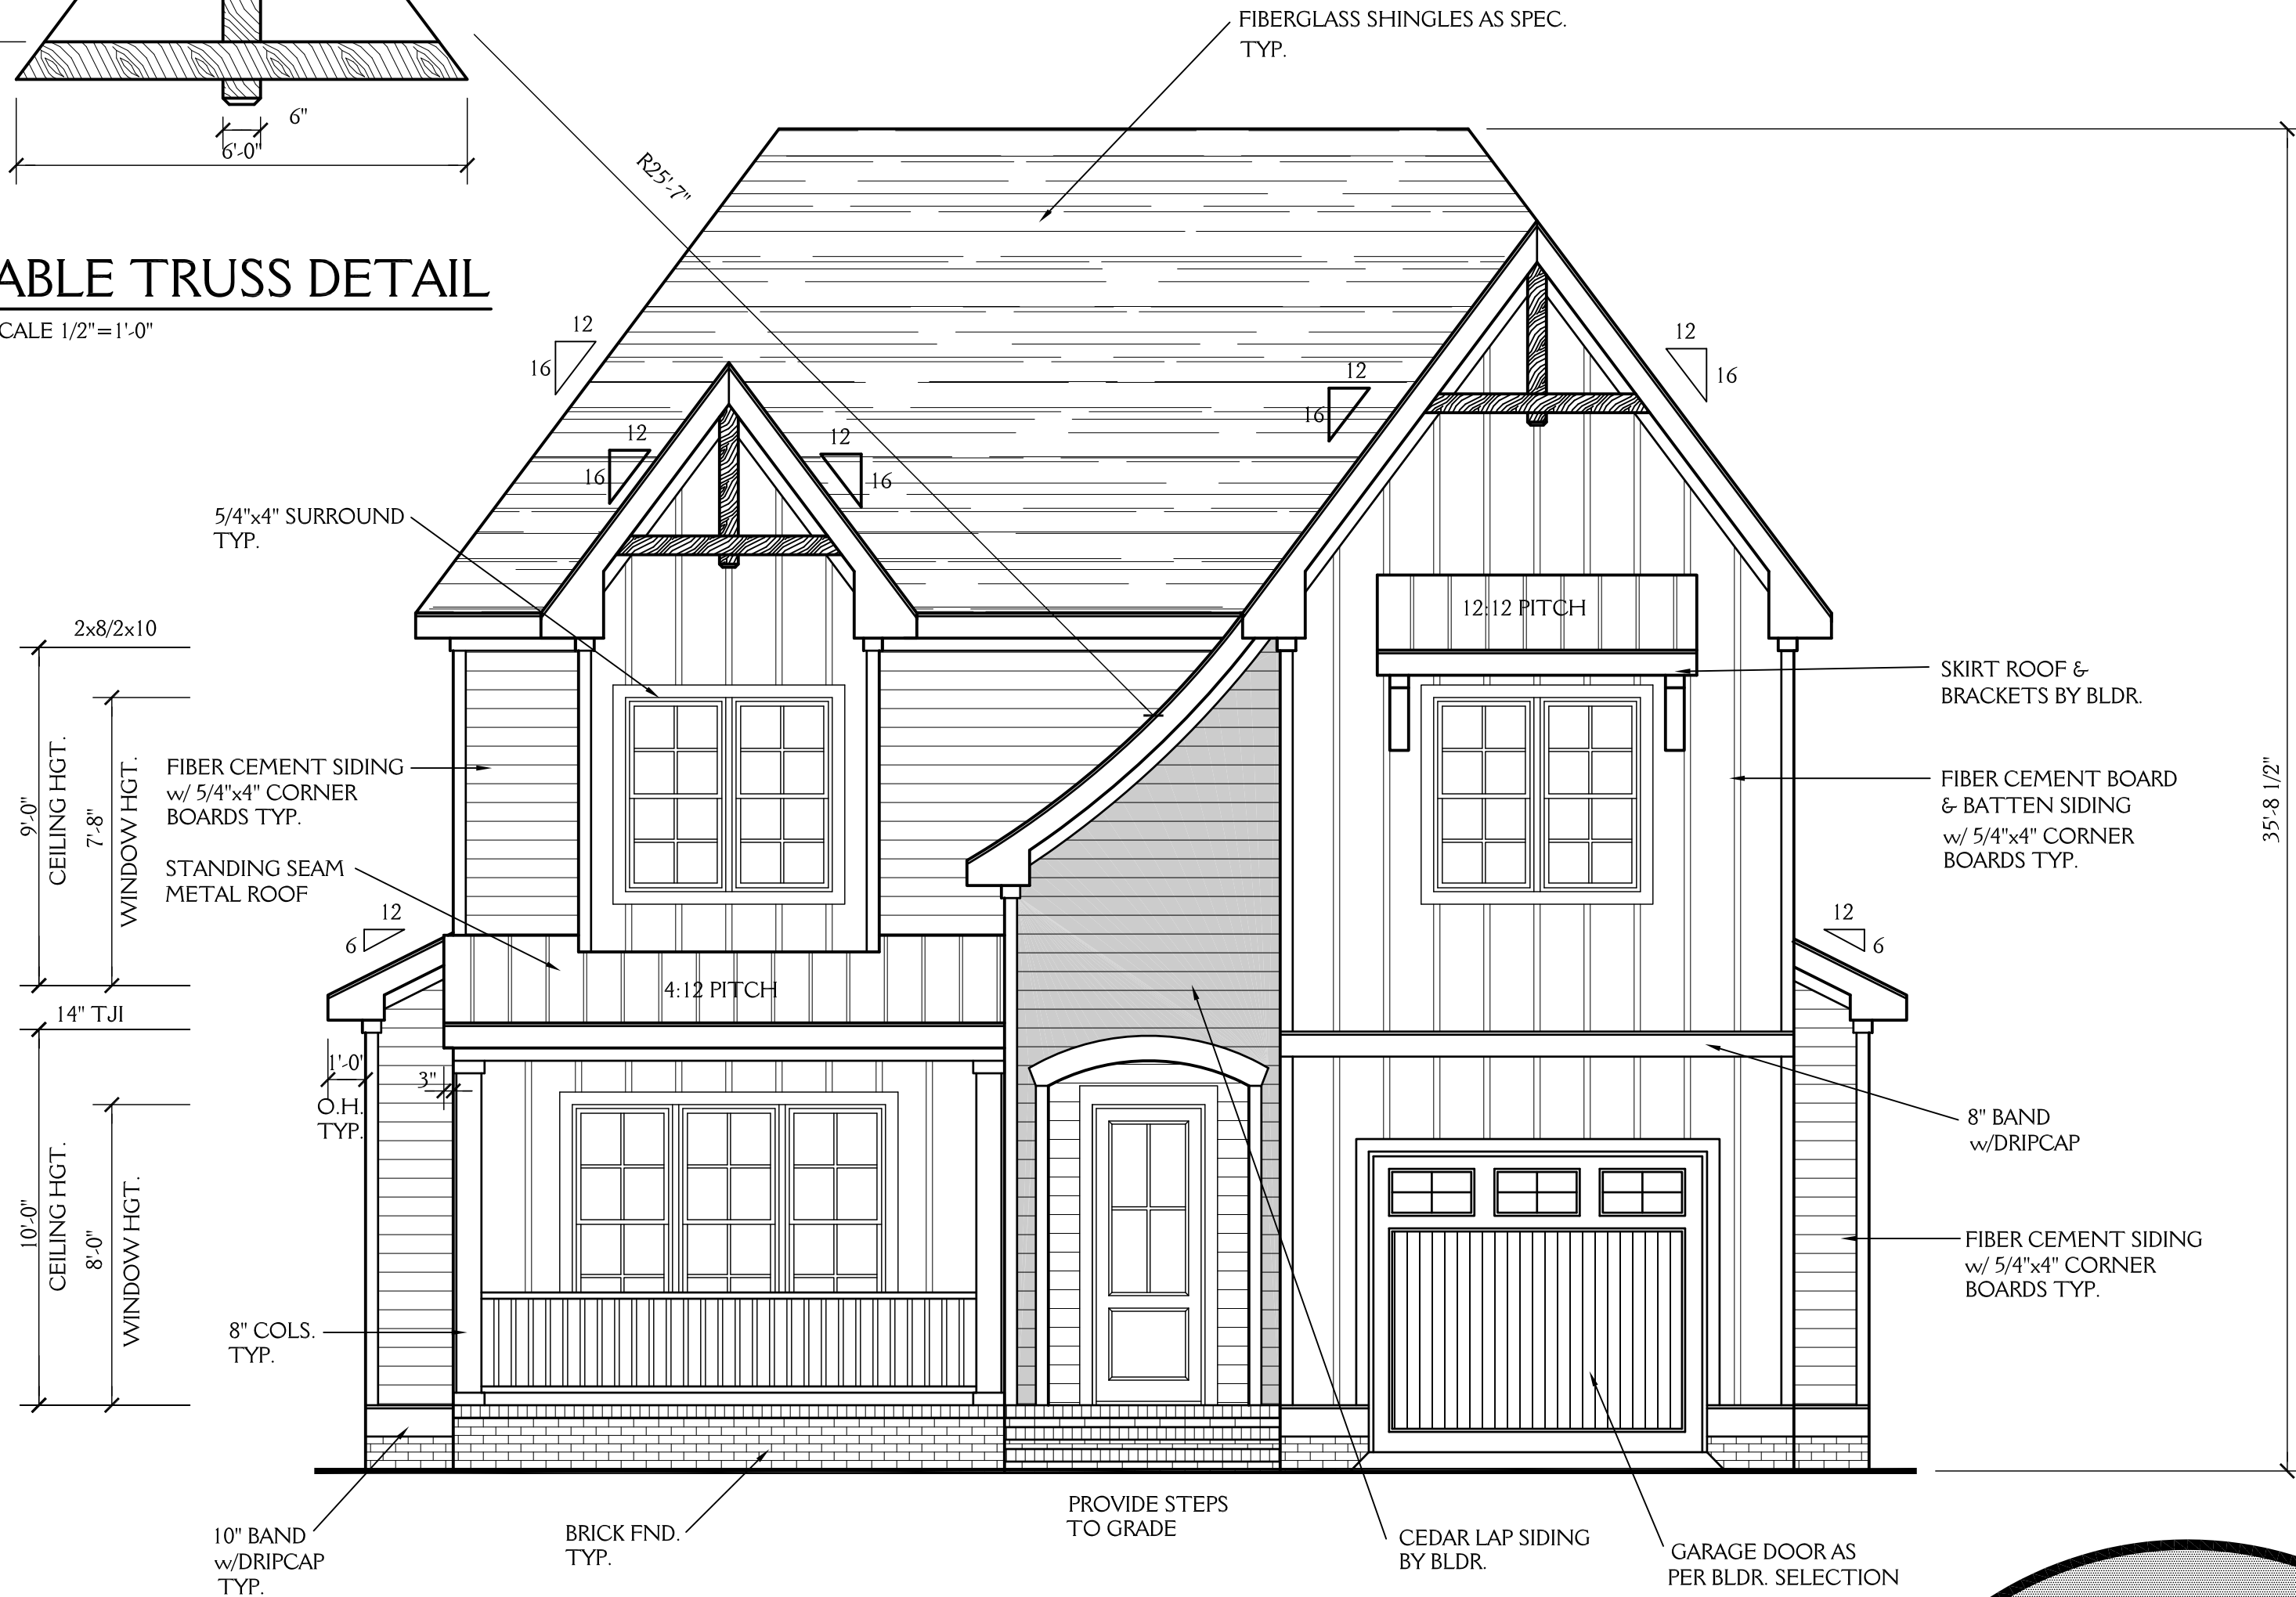 FIBERGLASS SHINGLES AS SPEC.
TYP.
6"
6'-0"
R25'-7"
ABLE TRUSS DETAIL
CALE 1/2"=1'-0"
12
16
12
16
12
16
12
16
12
16
5/4"x4" SURROUND
TYP.
12:12 PITCH
2x8/2x10
SKIRT ROOF &
BRACKETS BY BLDR.
9'-0"
CEILING HGT.
7'-8"
WINDOW HGT.
FIBER CEMENT SIDING
w/ 5/4"x4" CORNER
BOARDS TYP.
FIBER CEMENT BOARD
& BATTEN SIDING
w/ 5/4"x4" CORNER
BOARDS TYP.
35'-8 1/2"
STANDING SEAM
METAL ROOF
12
6
12
6
4:12 PITCH
14" TJI
1'-0"
O.H.
TYP.
3"
8" BAND
w/DRIPCAP
10'-0"
CEILING HGT.
8'-0"
WINDOW HGT.
FIBER CEMENT SIDING
w/ 5/4"x4" CORNER
BOARDS TYP.
8" COLS.
TYP.
10" BAND
w/DRIPCAP
TYP.
BRICK FND.
TYP.
PROVIDE STEPS
TO GRADE
CEDAR LAP SIDING
BY BLDR.
GARAGE DOOR AS
PER BLDR. SELECTION